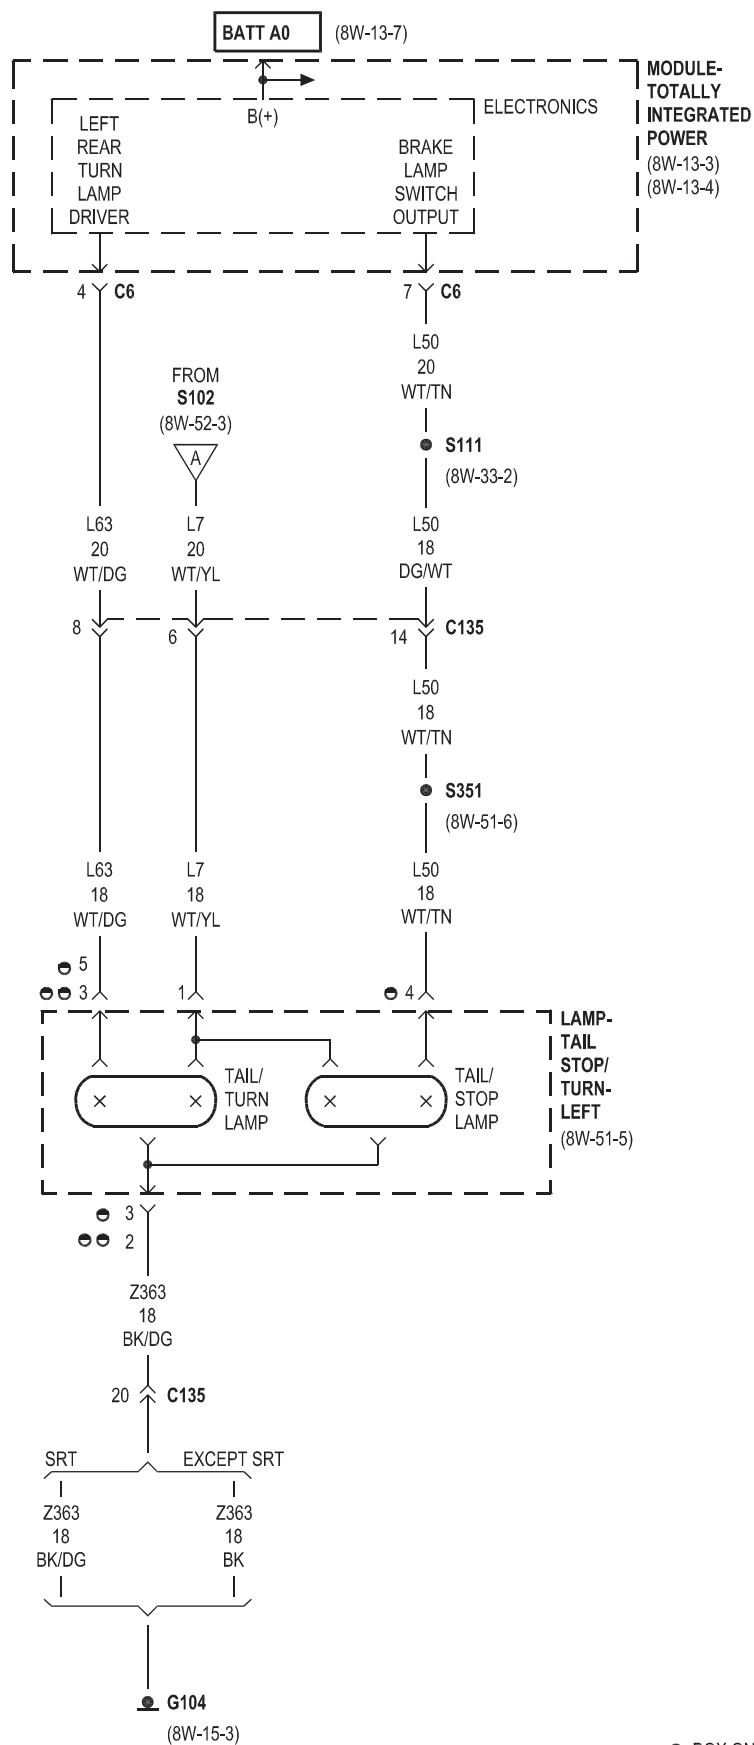 BATT A0 (8W-13-7)
MODULE-
TOTALLY
INTEGRATED
POWER
(8W-13-3)
(8W-13-4)
ELECTRONICS
B(+)
LEFT
REAR
TURN
LAMP
DRIVER
BRAKE
LAMP
SWITCH
OUTPUT
4 C6
7 C6
L50
20
WT/TN
FROM
S102
(8W-52-3)
A
S111
(8W-33-2)
L63
20
WT/DG
L7
20
WT/YL
L50
18
DG/WT
8
6
14
C135
L50
18
WT/TN
S351
(8W-51-6)
L63
18
WT/DG
L7
18
WT/YL
L50
18
WT/TN
5
3
1
4
LAMP-
TAIL
STOP/
TURN-
LEFT
(8W-51-5)
TAIL/
TURN
LAMP
TAIL/
STOP
LAMP
3
2
Z363
18
BK/DG
20 C135
SRT
EXCEPT SRT
Z363
18
BK/DG
Z363
18
BK
G104
(8W-15-3)